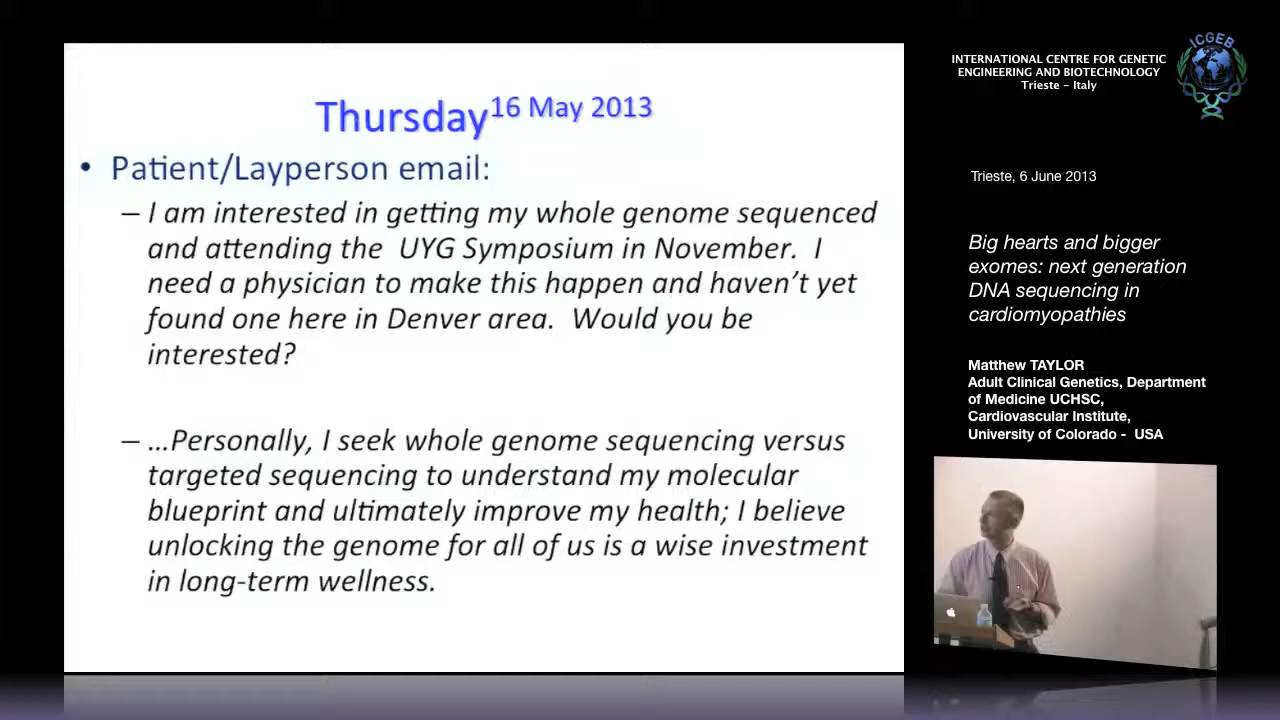 Thursday 16 May 2013
• Patient/Layperson email:
– I am interested in getting my whole genome sequenced
and attending the UYG Symposium in November. I
need a physician to make this happen and haven't yet
found one here in Denver area. Would you be
interested?
– …Personally, I seek whole genome sequencing versus
targeted sequencing to understand my molecular
blueprint and ultimately improve my health; I believe
unlocking the genome for all of us is a wise investment
in long-term wellness.
INTERNATIONAL CENTRE FOR GENETIC
ENGINEERING AND BIOTECHNOLOGY
Trieste - Italy
ICGEB
Trieste, 6 June 2013
Big hearts and bigger
exomes: next generation
DNA sequencing in
cardiomyopathies
Matthew TAYLOR
Adult Clinical Genetics, Department
of Medicine UCHSC,
Cardiovascular Institute,
University of Colorado - USA